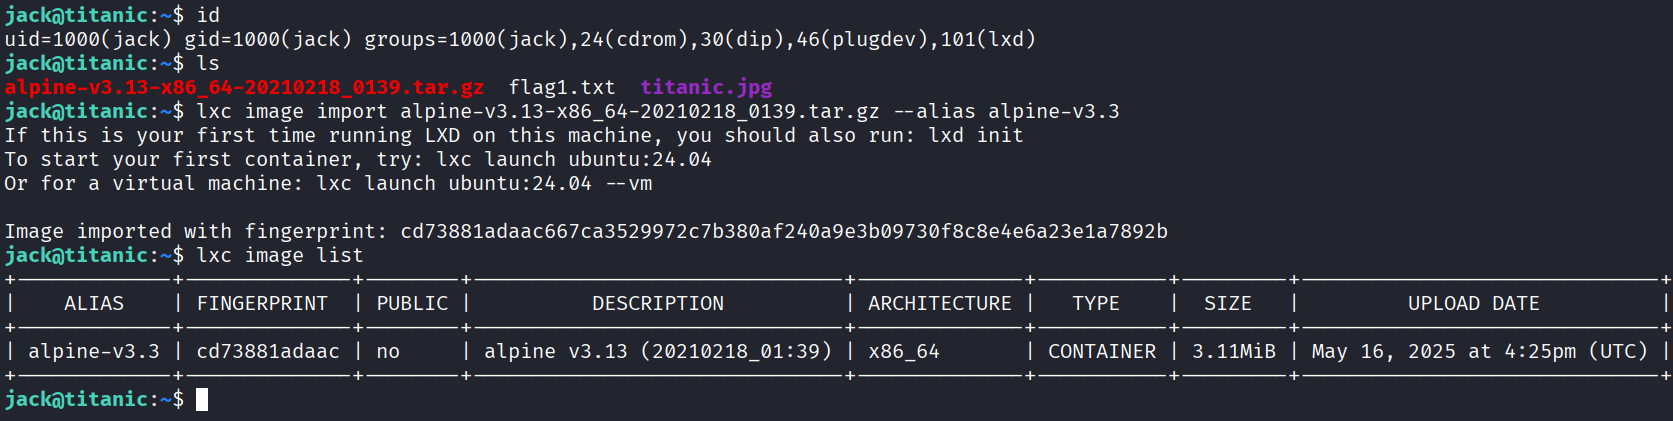 jack@titanic:~$ id
uid=1000(jack) gid=1000(jack) groups=1000(jack),24(cdrom),30(dip),46(plugdev),101(lxd)
jack@titanic:~$ ls
alpine-v3.13-x86_64-20210218_0139.tar.gz  flag1.txt  titanic.jpg
jack@titanic:~$ lxc image import alpine-v3.13-x86_64-20210218_0139.tar.gz --alias alpine-v3.3
If this is your first time running LXD on this machine, you should also run: lxd init
To start your first container, try: lxc launch ubuntu:24.04
Or for a virtual machine: lxc launch ubuntu:24.04 --vm

Image imported with fingerprint: cd73881adaac667ca3529972c7b380af240a9e3b09730f8c8e4e6a23e1a7892b
jack@titanic:~$ lxc image list
| ALIAS | FINGERPRINT | PUBLIC | DESCRIPTION | ARCHITECTURE | TYPE | SIZE | UPLOAD DATE |
| alpine-v3.3 | cd73881adaac | no | alpine v3.13 (20210218_01:39) | x86_64 | CONTAINER | 3.11MiB | May 16, 2025 at 4:25pm (UTC) |
jack@titanic:~$